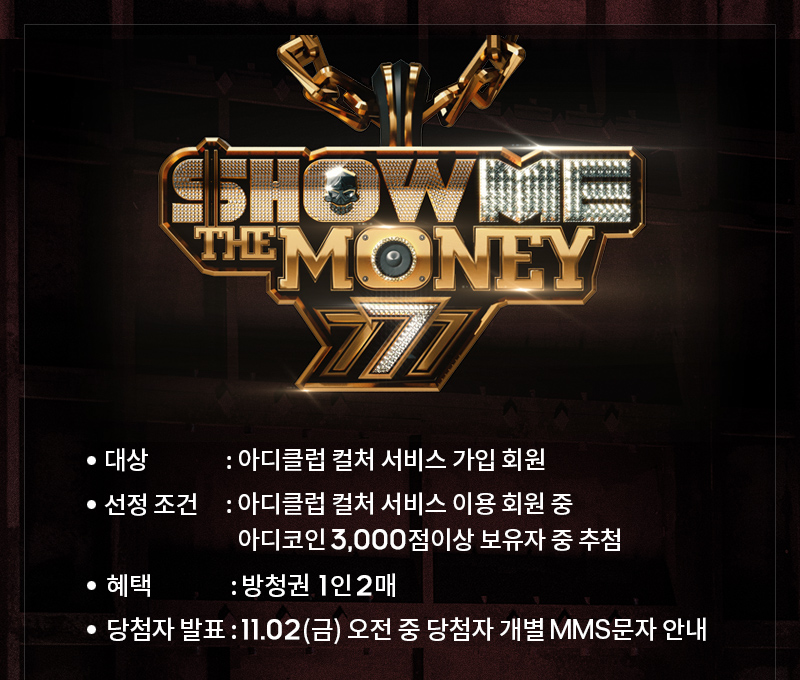 SHOW ME
THE MONEY
777
• 대상 : 아디클럽 컬처 서비스 가입 회원
• 선정 조건 : 아디클럽 컬처 서비스 이용 회원 중
아디코인 3,000점이상 보유자 중 추첨
• 혜택 : 방청권 1인 2매
• 당첨자 발표 : 11.02(금) 오전 중 당첨자 개별 MMS문자 안내